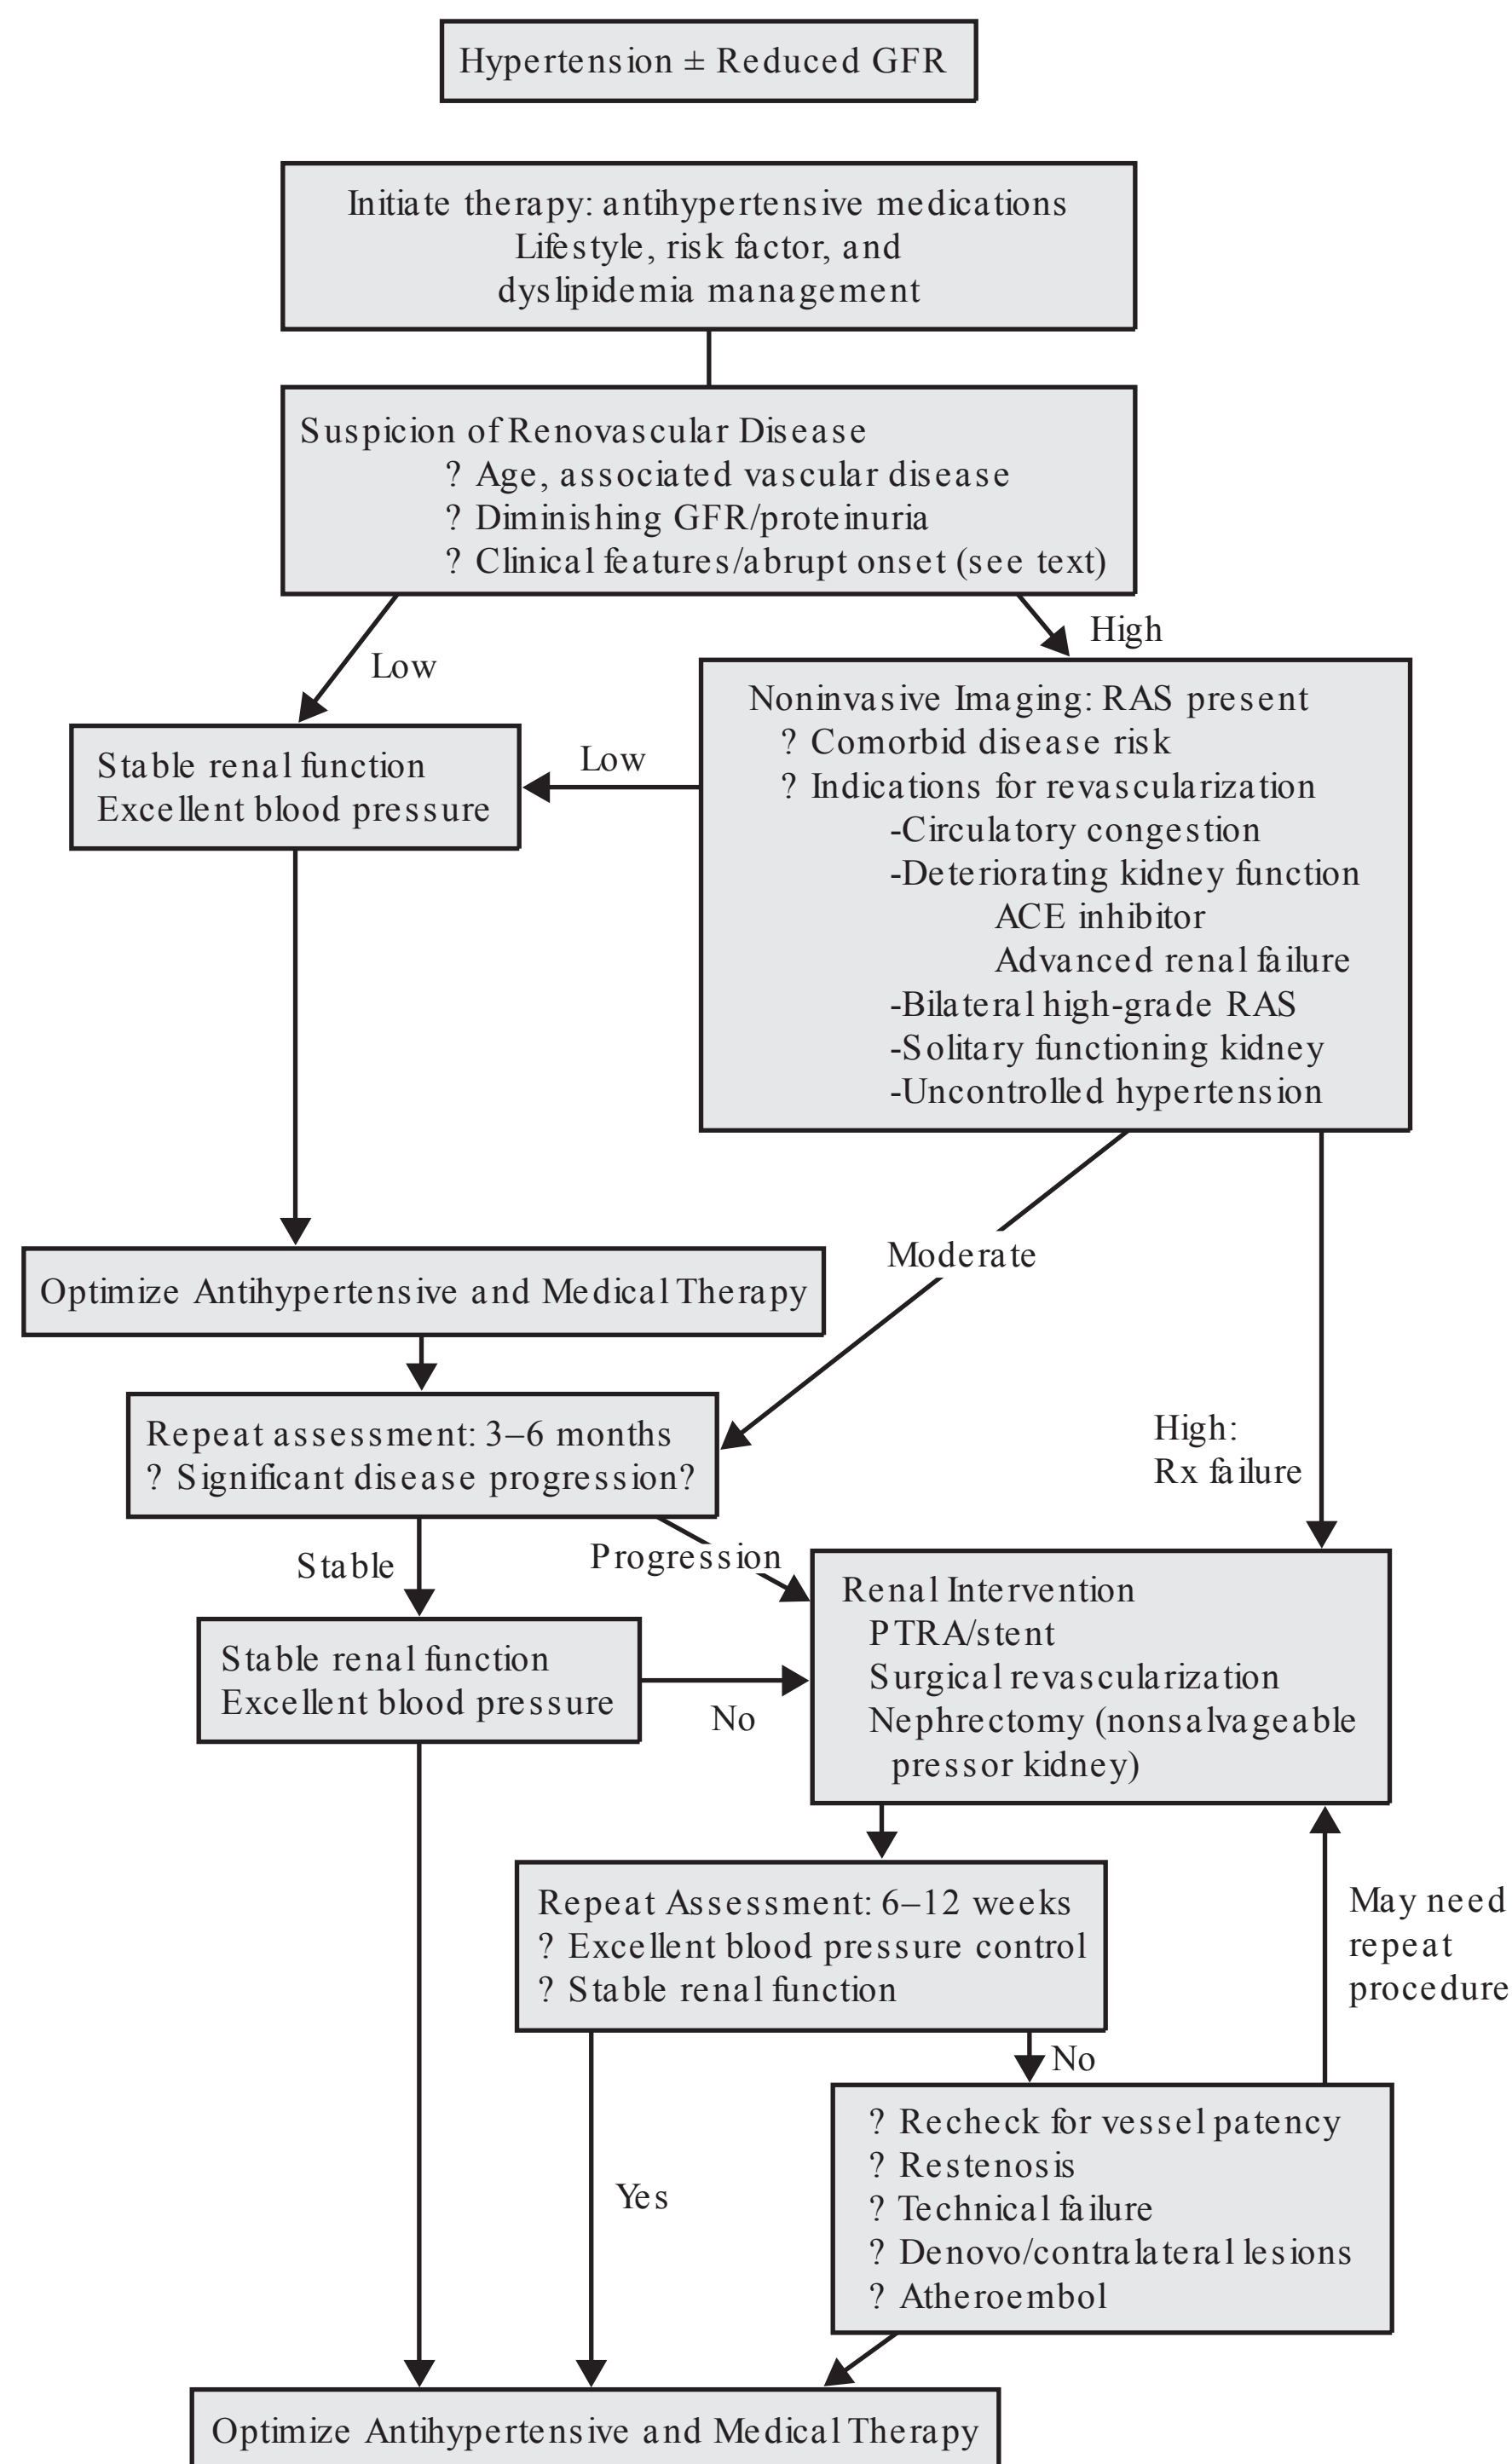 Hypertension ± Reduced GFR
Initiate therapy: antihypertensive medications
Lifestyle, risk factor, and
dyslipidemia management
Suspicion of Renovascular Disease
? Age, associated vascular disease
? Diminishing GFR/proteinuria
? Clinical features/abrupt onset (see text)
Low
High
Stable renal function
Excellent blood pressure
Low
Noninvasive Imaging: RAS present
? Comorbid disease risk
? Indications for revascularization
-Circulatory congestion
-Deteriorating kidney function
ACE inhibitor
Advanced renal failure
-Bilateral high-grade RAS
-Solitary functioning kidney
-Uncontrolled hypertension
Moderate
High:
Rx failure
Optimize Antihypertensive and Medical Therapy
Repeat assessment: 3–6 months
? Significant disease progression?
Stable
Progression
Stable renal function
Excellent blood pressure
No
Renal Intervention
PTRA/stent
Surgical revascularization
Nephrectomy (nonsalvageable
pressor kidney)
Repeat Assessment: 6–12 weeks
? Excellent blood pressure control
? Stable renal function
May need
repeat
procedure
No
Yes
? Recheck for vessel patency
? Restenosis
? Technical failure
? Denovo/contralateral lesions
? Atheroembol
Optimize Antihypertensive and Medical Therapy